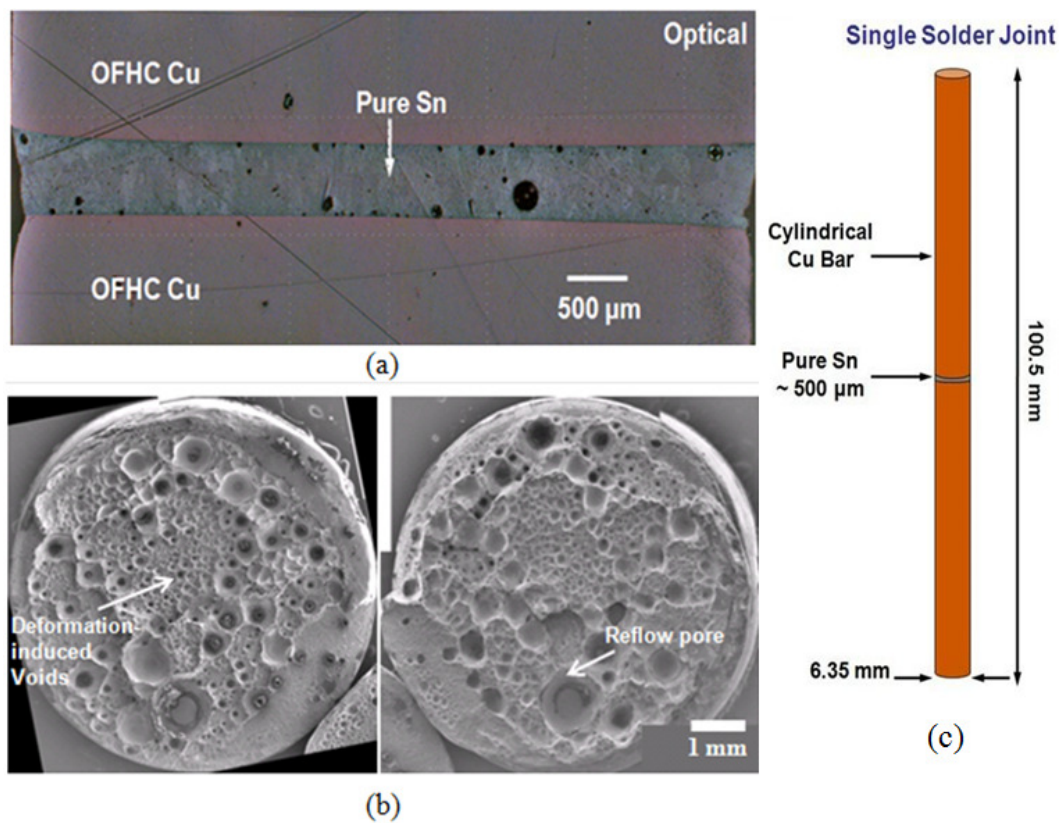 Optical
OFHC Cu
Pure Sn
OFHC Cu
500 µm
(a)
Deformation-
induced
Voids
Reflow pore
1 mm
(b)
Single Solder Joint
Cylindrical
Cu Bar
Pure Sn
~ 500 µm
100.5 mm
6.35 mm
(c)